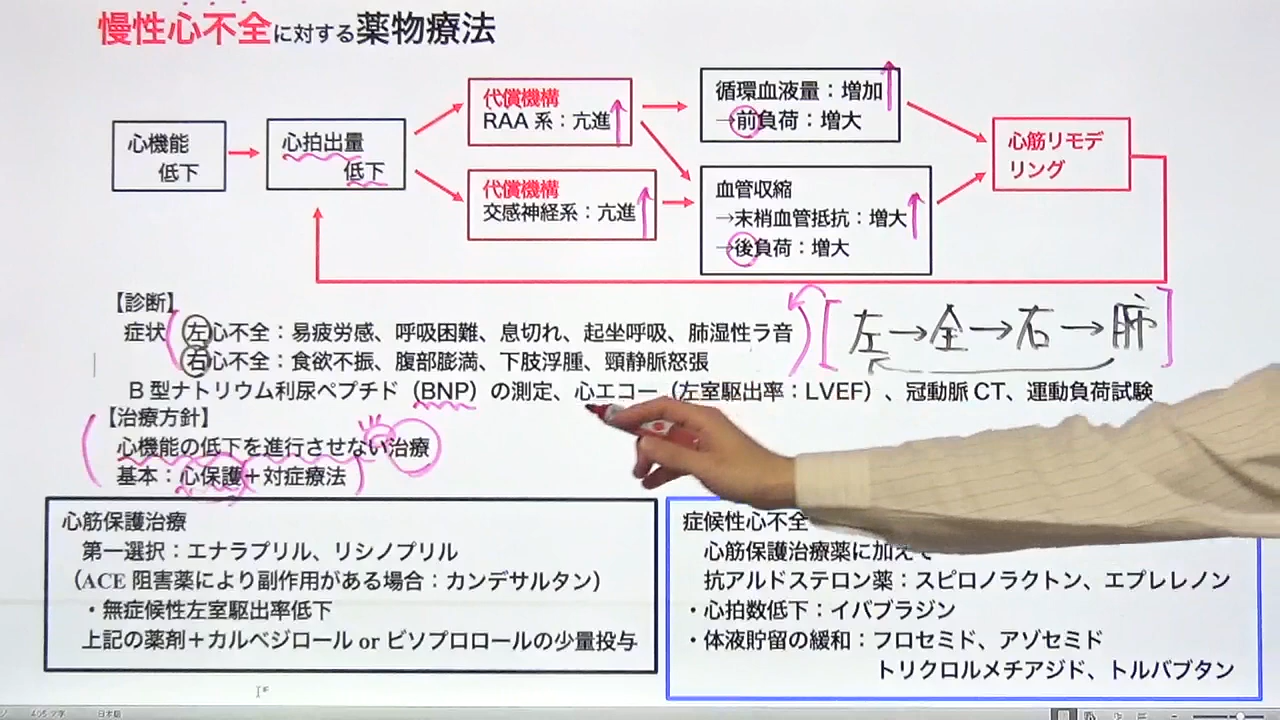 慢性心不全に対する薬物療法
心機能
低下
心拍出量
低下
代償機構
RAA 系：亢進
代償機構
交感神経系：亢進
循環血液量：増加
→前負荷：増大
血管収縮
→末梢血管抵抗：増大
→後負荷：増大
心筋リモデ
リング
【診断】
症状 左心不全：易疲労感、呼吸困難、息切れ、起坐呼吸、肺湿性ラ音
右心不全：食欲不振、腹部膨満、下肢浮腫、頸静脈怒張
左→全→右→肺
B 型ナトリウム利尿ペプチド（BNP）の測定、心エコー（左室駆出率：LVEF）、冠動脈 CT、運動負荷試験
【治療方針】
心機能の低下を進行させない治療
基本：心保護＋対症療法
心筋保護治療
第一選択：エナラプリル、リシノプリル
（ACE 阻害薬により副作用がある場合：カンデサルタン）
・無症候性左室駆出率低下
上記の薬剤＋カルベジロール or ビソプロロールの少量投与
症候性心不全
心筋保護治療薬に加えて
抗アルドステロン薬：スピロノラクトン、エプレレノン
・心拍数低下：イバブラジン
・体液貯留の緩和：フロセミド、アゾセミド
トリクロルメチアジド、トルバプタン
日本語